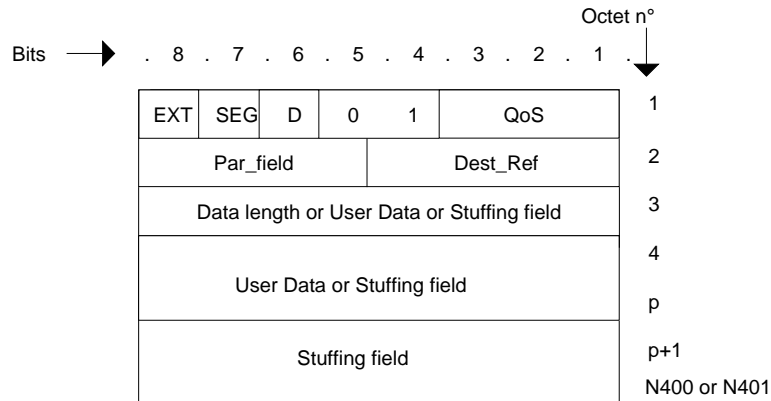 Octet n°
Bits . 8 . 7 . 6 . 5 . 4 . 3 . 2 . 1 .
EXT SEG D 0 1 QoS 1
Par_field Dest_Ref 2
Data length or User Data or Stuffing field 3
4
User Data or Stuffing field
p
p+1
Stuffing field
N400 or N401